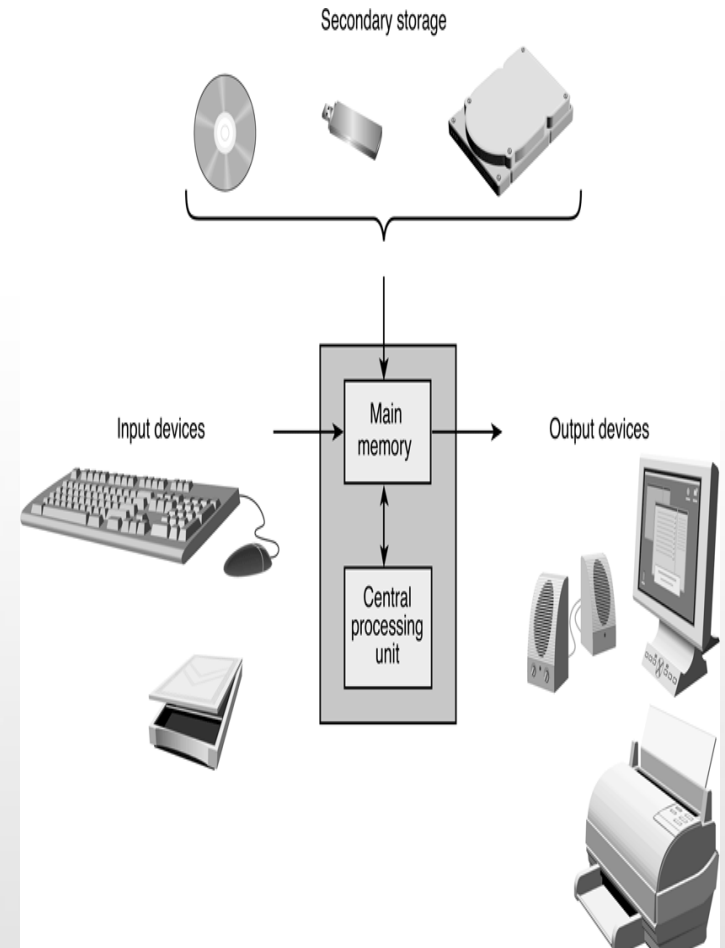 Secondary storage
Input devices
Main
memory
Output devices
Central
processing
unit